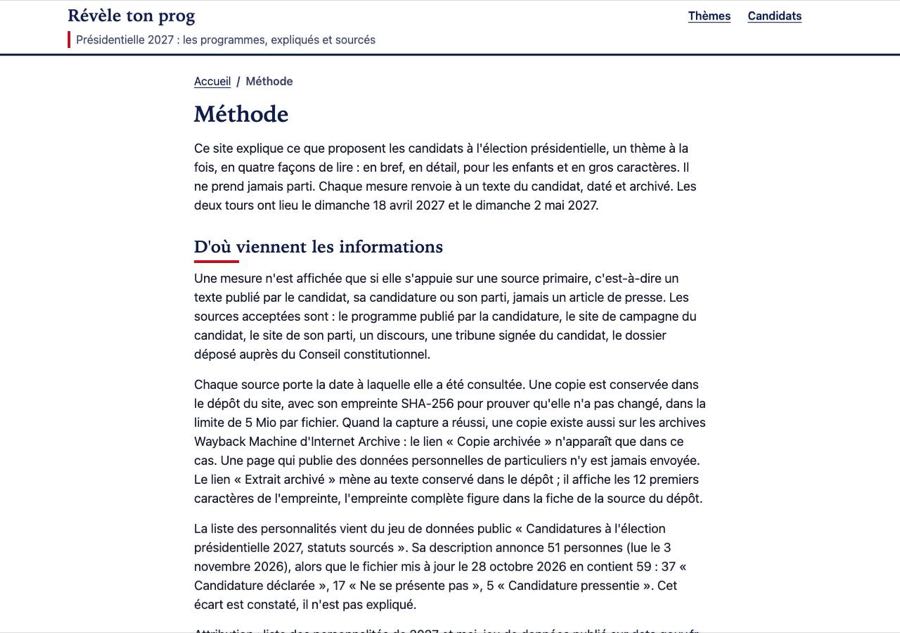 Révèle ton prog
Thèmes Candidats
Présidentielle 2027 : les programmes, expliqués et sourcés
Accueil / Méthode
Méthode
Ce site explique ce que proposent les candidats à l'élection présidentielle, un thème à la
fois, en quatre façons de lire : en bref, en détail, pour les enfants et en gros caractères. Il
ne prend jamais parti. Chaque mesure renvoie à un texte du candidat, daté et archivé. Les
deux tours ont lieu le dimanche 18 avril 2027 et le dimanche 2 mai 2027.
D'où viennent les informations
Une mesure n'est affichée que si elle s'appuie sur une source primaire, c'est-à-dire un
texte publié par le candidat, sa candidature ou son parti, jamais un article de presse. Les
sources acceptées sont : le programme publié par la candidature, le site de campagne du
candidat, le site de son parti, un discours, une tribune signée du candidat, le dossier
déposé auprès du Conseil constitutionnel.
Chaque source porte la date à laquelle elle a été consultée. Une copie est conservée dans
le dépôt du site, avec son empreinte SHA-256 pour prouver qu'elle n'a pas changé, dans la
limite de 5 Mio par fichier. Quand la capture a réussi, une copie existe aussi sur les archives
Wayback Machine d'Internet Archive : le lien « Copie archivée » n'apparaît que dans ce
cas. Une page qui publie des données personnelles de particuliers n'y est jamais envoyée.
Le lien « Extrait archivé » mène au texte conservé dans le dépôt ; il affiche les 12 premiers
caractères de l'empreinte, l'empreinte complète figure dans la fiche de la source du dépôt.
La liste des personnalités vient du jeu de données public « Candidatures à l'élection
présidentielle 2027, statuts sourcés ». Sa description annonce 51 personnes (lue le 3
novembre 2026), alors que le fichier mis à jour le 28 octobre 2026 en contient 59 : 37 «
Candidature déclarée », 17 « Ne se présente pas », 5 « Candidature pressentie ». Cet
écart est constaté, il n'est pas expliqué.